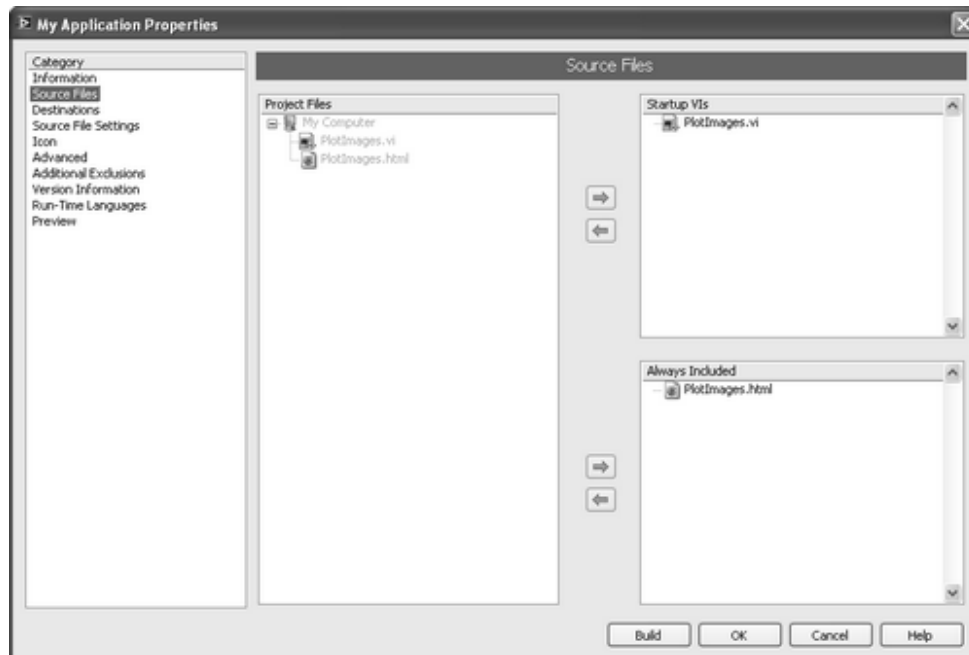 My Application Properties
Category
Information
Source Files
Destinations
Source File Settings
Icon
Advanced
Additional Exclusions
Version Information
Run-Time Languages
Preview
Source Files
Project Files
My Computer
PlotImages.vi
PlotImages.html
Startup VIs
PlotImages.vi
Always Included
PlotImages.html
Build
OK
Cancel
Help